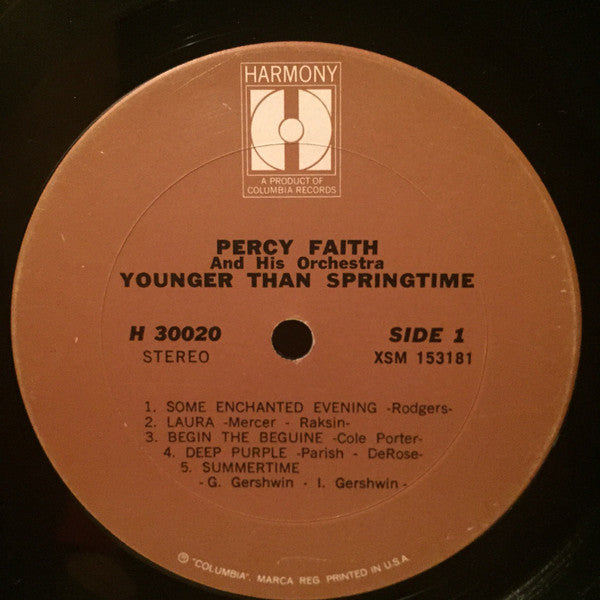 HARMONY
H
A PRODUCT OF
COLUMBIA RECORDS
PERCY FAITH
And His Orchestra
YOUNGER THAN SPRINGTIME
H 30020 SIDE 1
STEREO XSM 153181
1. SOME ENCHANTED EVENING -Rodgers-
2. LAURA -Mercer - Raksin-
3. BEGIN THE BEGUINE -Cole Porter-
4. DEEP PURPLE -Parish - DeRose-
5. SUMMERTIME
-G. Gershwin - I. Gershwin-
Ⓟ "COLUMBIA". MARCA REG. PRINTED IN U.S.A.